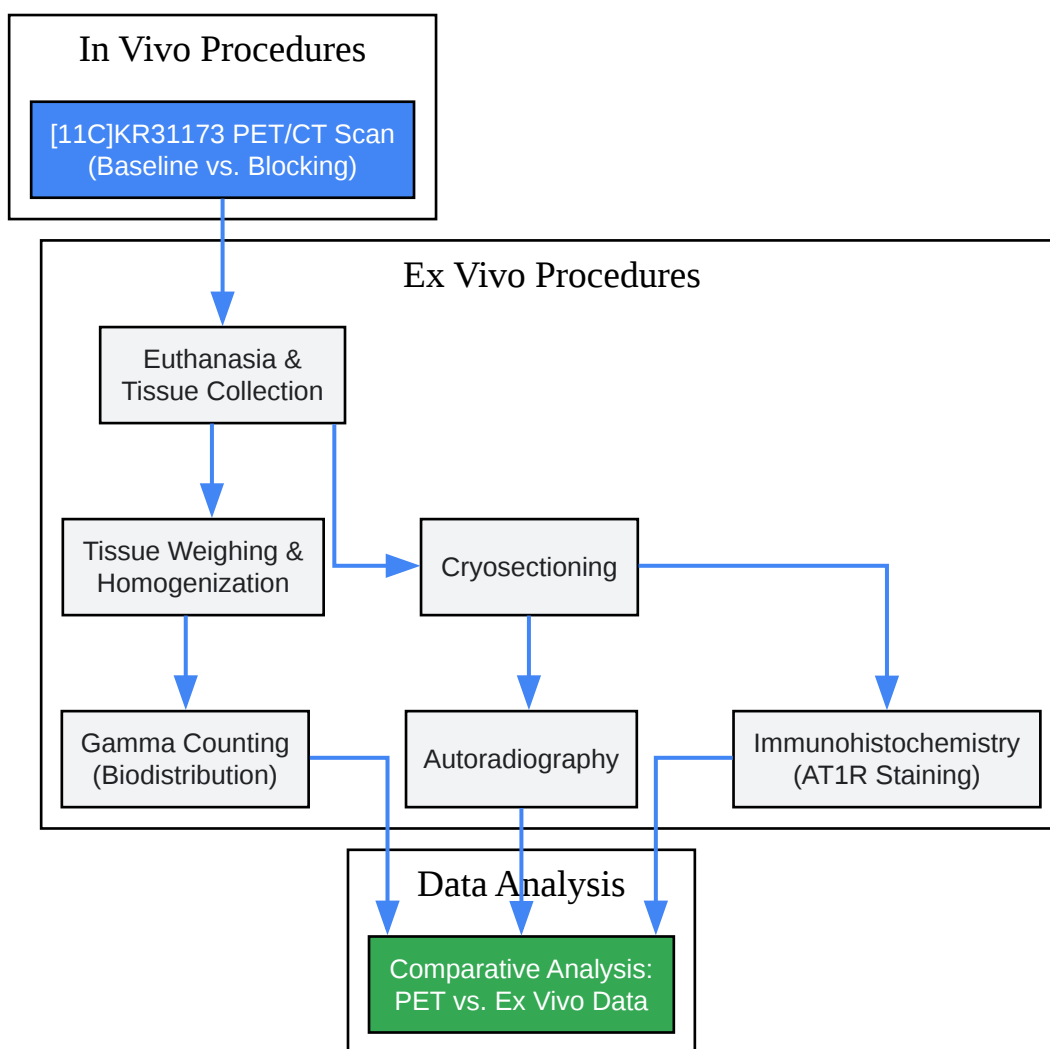 In Vivo Procedures
[11C]KR31173 PET/CT Scan
(Baseline vs. Blocking)
Ex Vivo Procedures
Euthanasia &
Tissue Collection
Tissue Weighing &
Homogenization
Cryosectioning
Gamma Counting
(Biodistribution)
Autoradiography
Immunohistochemistry
(AT1R Staining)
Data Analysis
Comparative Analysis:
PET vs. Ex Vivo Data